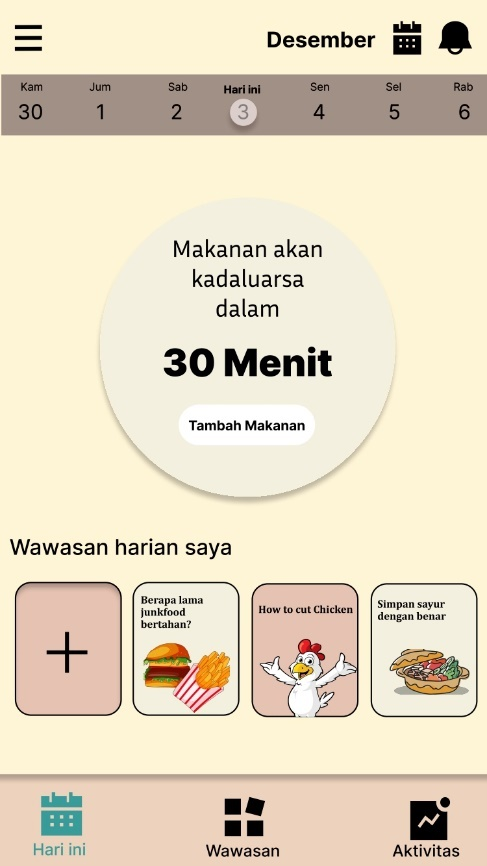 Desember
Kam Jum Sab Hari ini Sen Sel Rab
30 1 2 3 4 5 6
Makanan akan
kadaluarsa
dalam
30 Menit
Tambah Makanan
Wawasan harian saya
Berapa lama
junkfood
bertahan?
How to cut Chicken
Simpan sayur
dengan benar
Hari ini
Wawasan
Aktivitas